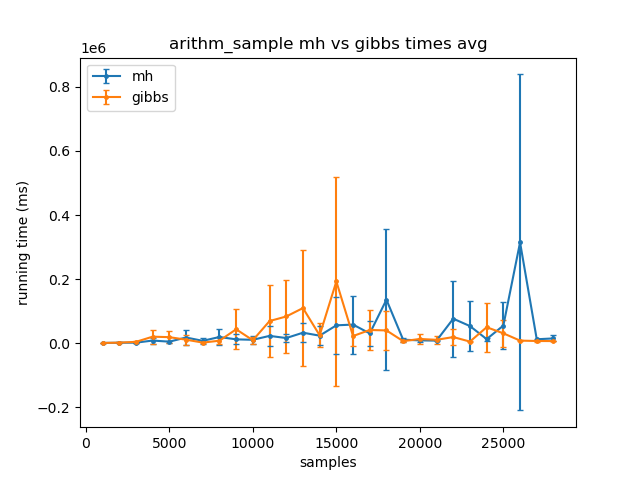 arithm_sample mh vs gibbs times avg
1e6
mh
gibbs
0.8
0.6
0.4
0.2
0.0
−0.2
running time (ms)
0 5000 10000 15000 20000 25000
samples